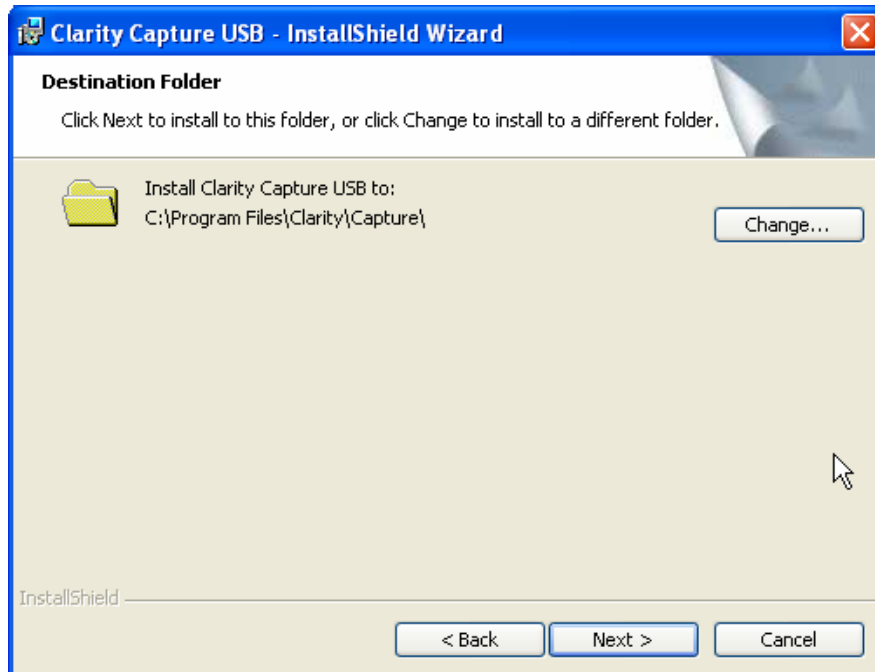 Clarity Capture USB - InstallShield Wizard
Destination Folder
Click Next to install to this folder, or click Change to install to a different folder.
Install Clarity Capture USB to:
C:\Program Files\Clarity\Capture\
Change...
InstallShield
< Back
Next >
Cancel